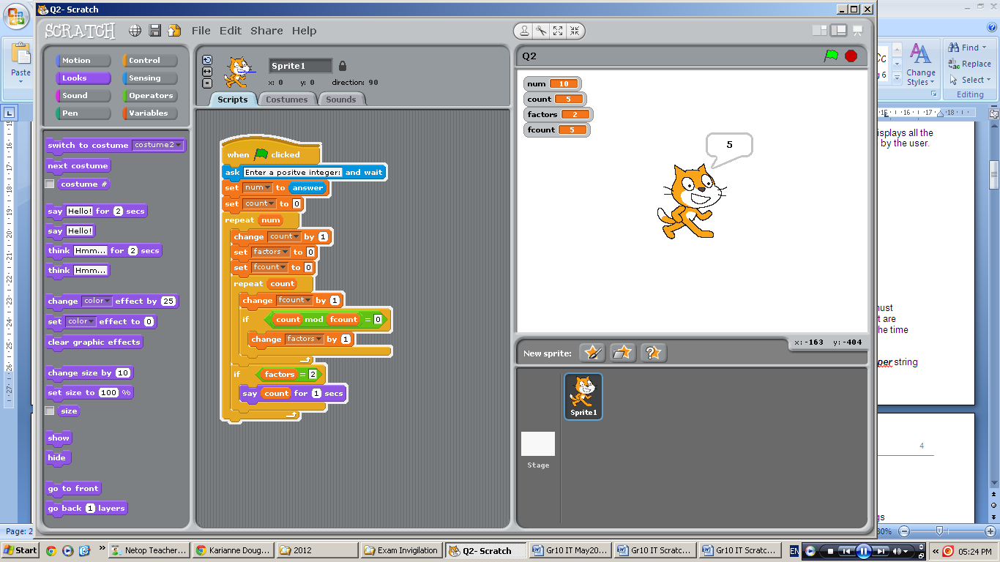 Q2- Scratch
SCRATCH
File Edit Share Help
Motion Control
Looks Sensing
Sound Operators
Pen Variables
switch to costume costume2
next costume
costume #
say Hello! for 2 secs
say Hello!
think Hmm... for 2 secs
think Hmm...
change color effect by 25
set color effect to 0
clear graphic effects
change size by 10
set size to 100 %
size
show
hide
go to front
go back 1 layers
Sprite1
x: 0 y: 0 direction: 90
Scripts Costumes Sounds
when clicked
ask Enter a positve integer: and wait
set num to answer
set count to 0
repeat num
change count by 1
set factors to 0
set fcount to 0
repeat count
change fcount by 1
if count mod fcount = 0
change factors by 1
if factors = 2
say count for 1 secs
Q2
num 10
count 5
factors 2
fcount 5
5
x: -163 y: -404
New sprite:
Sprite1
Stage
Paste
Change Styles
Find
Replace
Select
Editing
isplays all the
by the user.
nust
t are
he time
per string
4
gs
Page: 2
Start
Netop Teacher...
Karianne Doug...
2012
Exam Invigilation
Q2- Scratch
Gr10 IT May20...
Gr10 IT Scratc...
Gr10 IT Scratc...
EN
05:24 PM